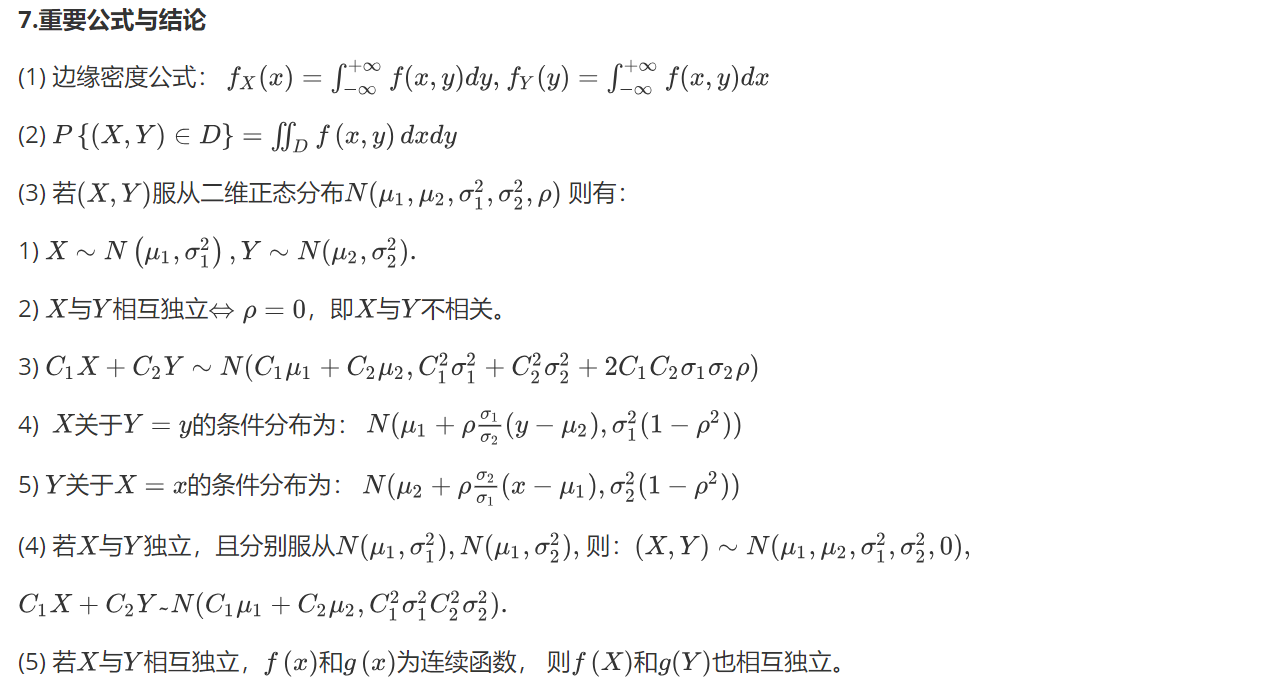 7.重要公式与结论
(1) 边缘密度公式： $f_X(x) = \int_{-\infty}^{+\infty} f(x,y)dy, f_Y(y) = \int_{-\infty}^{+\infty} f(x,y)dx$
(2) $P\{(X,Y) \in D\} = \iint_D f(x,y)dxdy$
(3) 若$(X,Y)$服从二维正态分布$N(\mu_1,\mu_2,\sigma_1^2,\sigma_2^2,\rho)$ 则有：
1) $X \sim N(\mu_1,\sigma_1^2), Y \sim N(\mu_2,\sigma_2^2).$
2) $X$与$Y$相互独立$\Leftrightarrow \rho = 0$，即$X$与$Y$不相关。
3) $C_1X + C_2Y \sim N(C_1\mu_1 + C_2\mu_2, C_1^2\sigma_1^2 + C_2^2\sigma_2^2 + 2C_1C_2\sigma_1\sigma_2\rho)$
4) $X$关于$Y = y$的条件分布为： $N(\mu_1 + \rho\frac{\sigma_1}{\sigma_2}(y - \mu_2), \sigma_1^2(1 - \rho^2))$
5) $Y$关于$X = x$的条件分布为： $N(\mu_2 + \rho\frac{\sigma_2}{\sigma_1}(x - \mu_1), \sigma_2^2(1 - \rho^2))$
(4) 若$X$与$Y$独立，且分别服从$N(\mu_1,\sigma_1^2), N(\mu_1,\sigma_2^2),$ 则：$(X,Y) \sim N(\mu_1,\mu_2,\sigma_1^2,\sigma_2^2,0),$
$C_1X + C_2Y$~$N(C_1\mu_1 + C_2\mu_2, C_1^2\sigma_1^2C_2^2\sigma_2^2).$
(5) 若$X$与$Y$相互独立，$f(x)$和$g(x)$为连续函数， 则$f(X)$和$g(Y)$也相互独立。